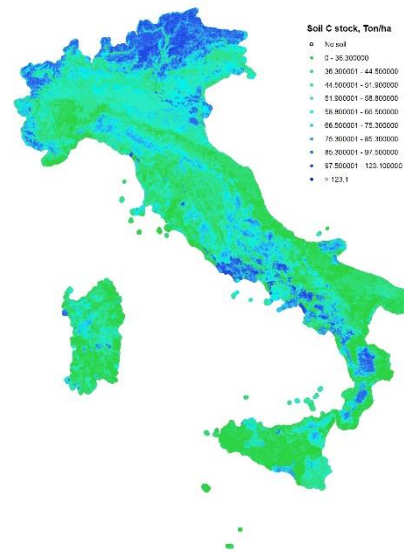 Soil C stock, Ton/ha
No soil
0 - 36.300000
36.300001 - 44.500000
44.500001 - 51.900000
51.900001 - 58.800000
58.800001 - 66.500000
66.500001 - 75.300000
75.300001 - 85.300000
85.300001 - 97.500000
97.500001 - 123.100000
> 123.1